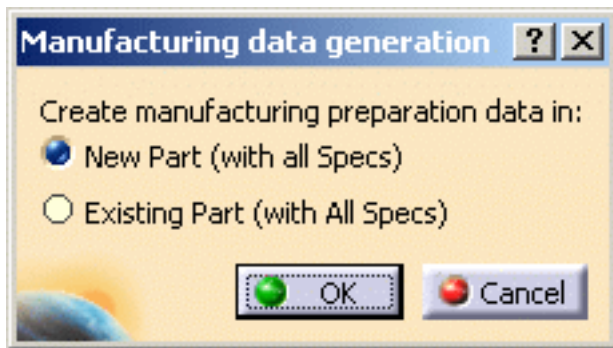 Manufacturing data generation ? X
Create manufacturing preparation data in:
New Part (with all Specs)
Existing Part (with All Specs)
OK Cancel